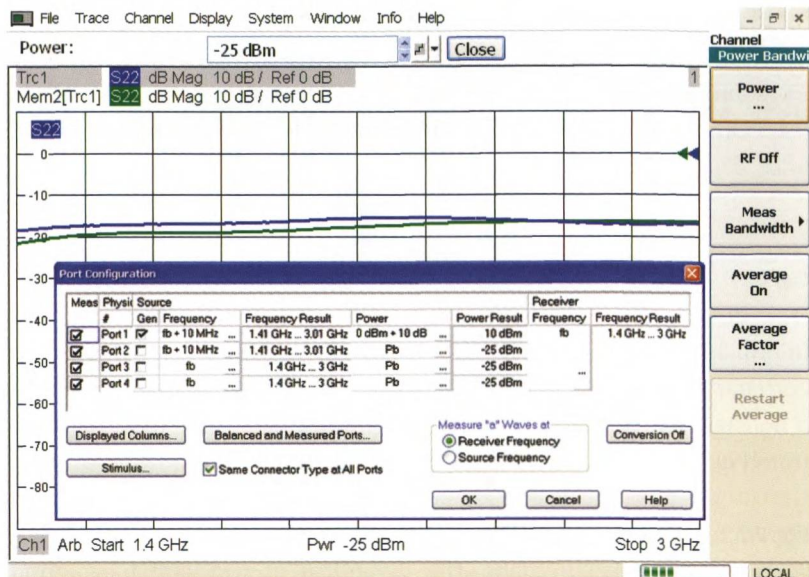 File Trace Channel Display System Window Info Help
Power: -25 dBm Close
Trc1 S22 dB Mag 10 dB / Ref 0 dB 1
Mem2[Trc1] S22 dB Mag 10 dB / Ref 0 dB
S22
0
-10
-20
-30
-40
-50
-60
-70
-80
Port Configuration
Meas Physic Source Receiver
# Gen Frequency Frequency Result Power Power Result Frequency Frequency Result
Port 1 fb + 10 MHz ... 1.41 GHz ... 3.01 GHz 0 dBm + 10 dB ... 10 dBm fb 1.4 GHz ... 3 GHz
Port 2 fb + 10 MHz ... 1.41 GHz ... 3.01 GHz Pb ... -25 dBm
Port 3 fb ... 1.4 GHz ... 3 GHz Pb ... -25 dBm ...
Port 4 fb ... 1.4 GHz ... 3 GHz Pb ... -25 dBm
Displayed Columns... Balanced and Measured Ports...
Measure "a" Waves at
Receiver Frequency
Source Frequency
Conversion Off
Stimulus... Same Connector Type at All Ports
OK Cancel Help
Ch1 Arb Start 1.4 GHz Pwr -25 dBm Stop 3 GHz
Channel
Power Bandwi
Power
...
RF Off
Meas
Bandwidth
Average
On
Average
Factor
...
Restart
Average
LOCAL